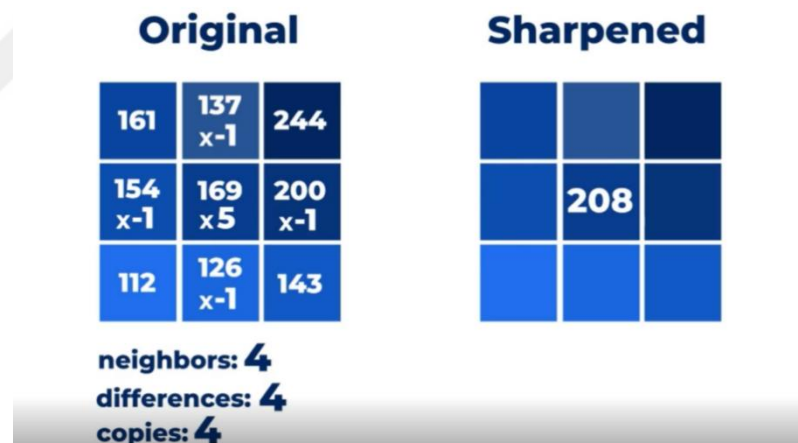 Original
Sharpened
161
137
x-1
244
154
x-1
169
x5
200
x-1
112
126
x-1
143
208
neighbors: 4
differences: 4
copies: 4